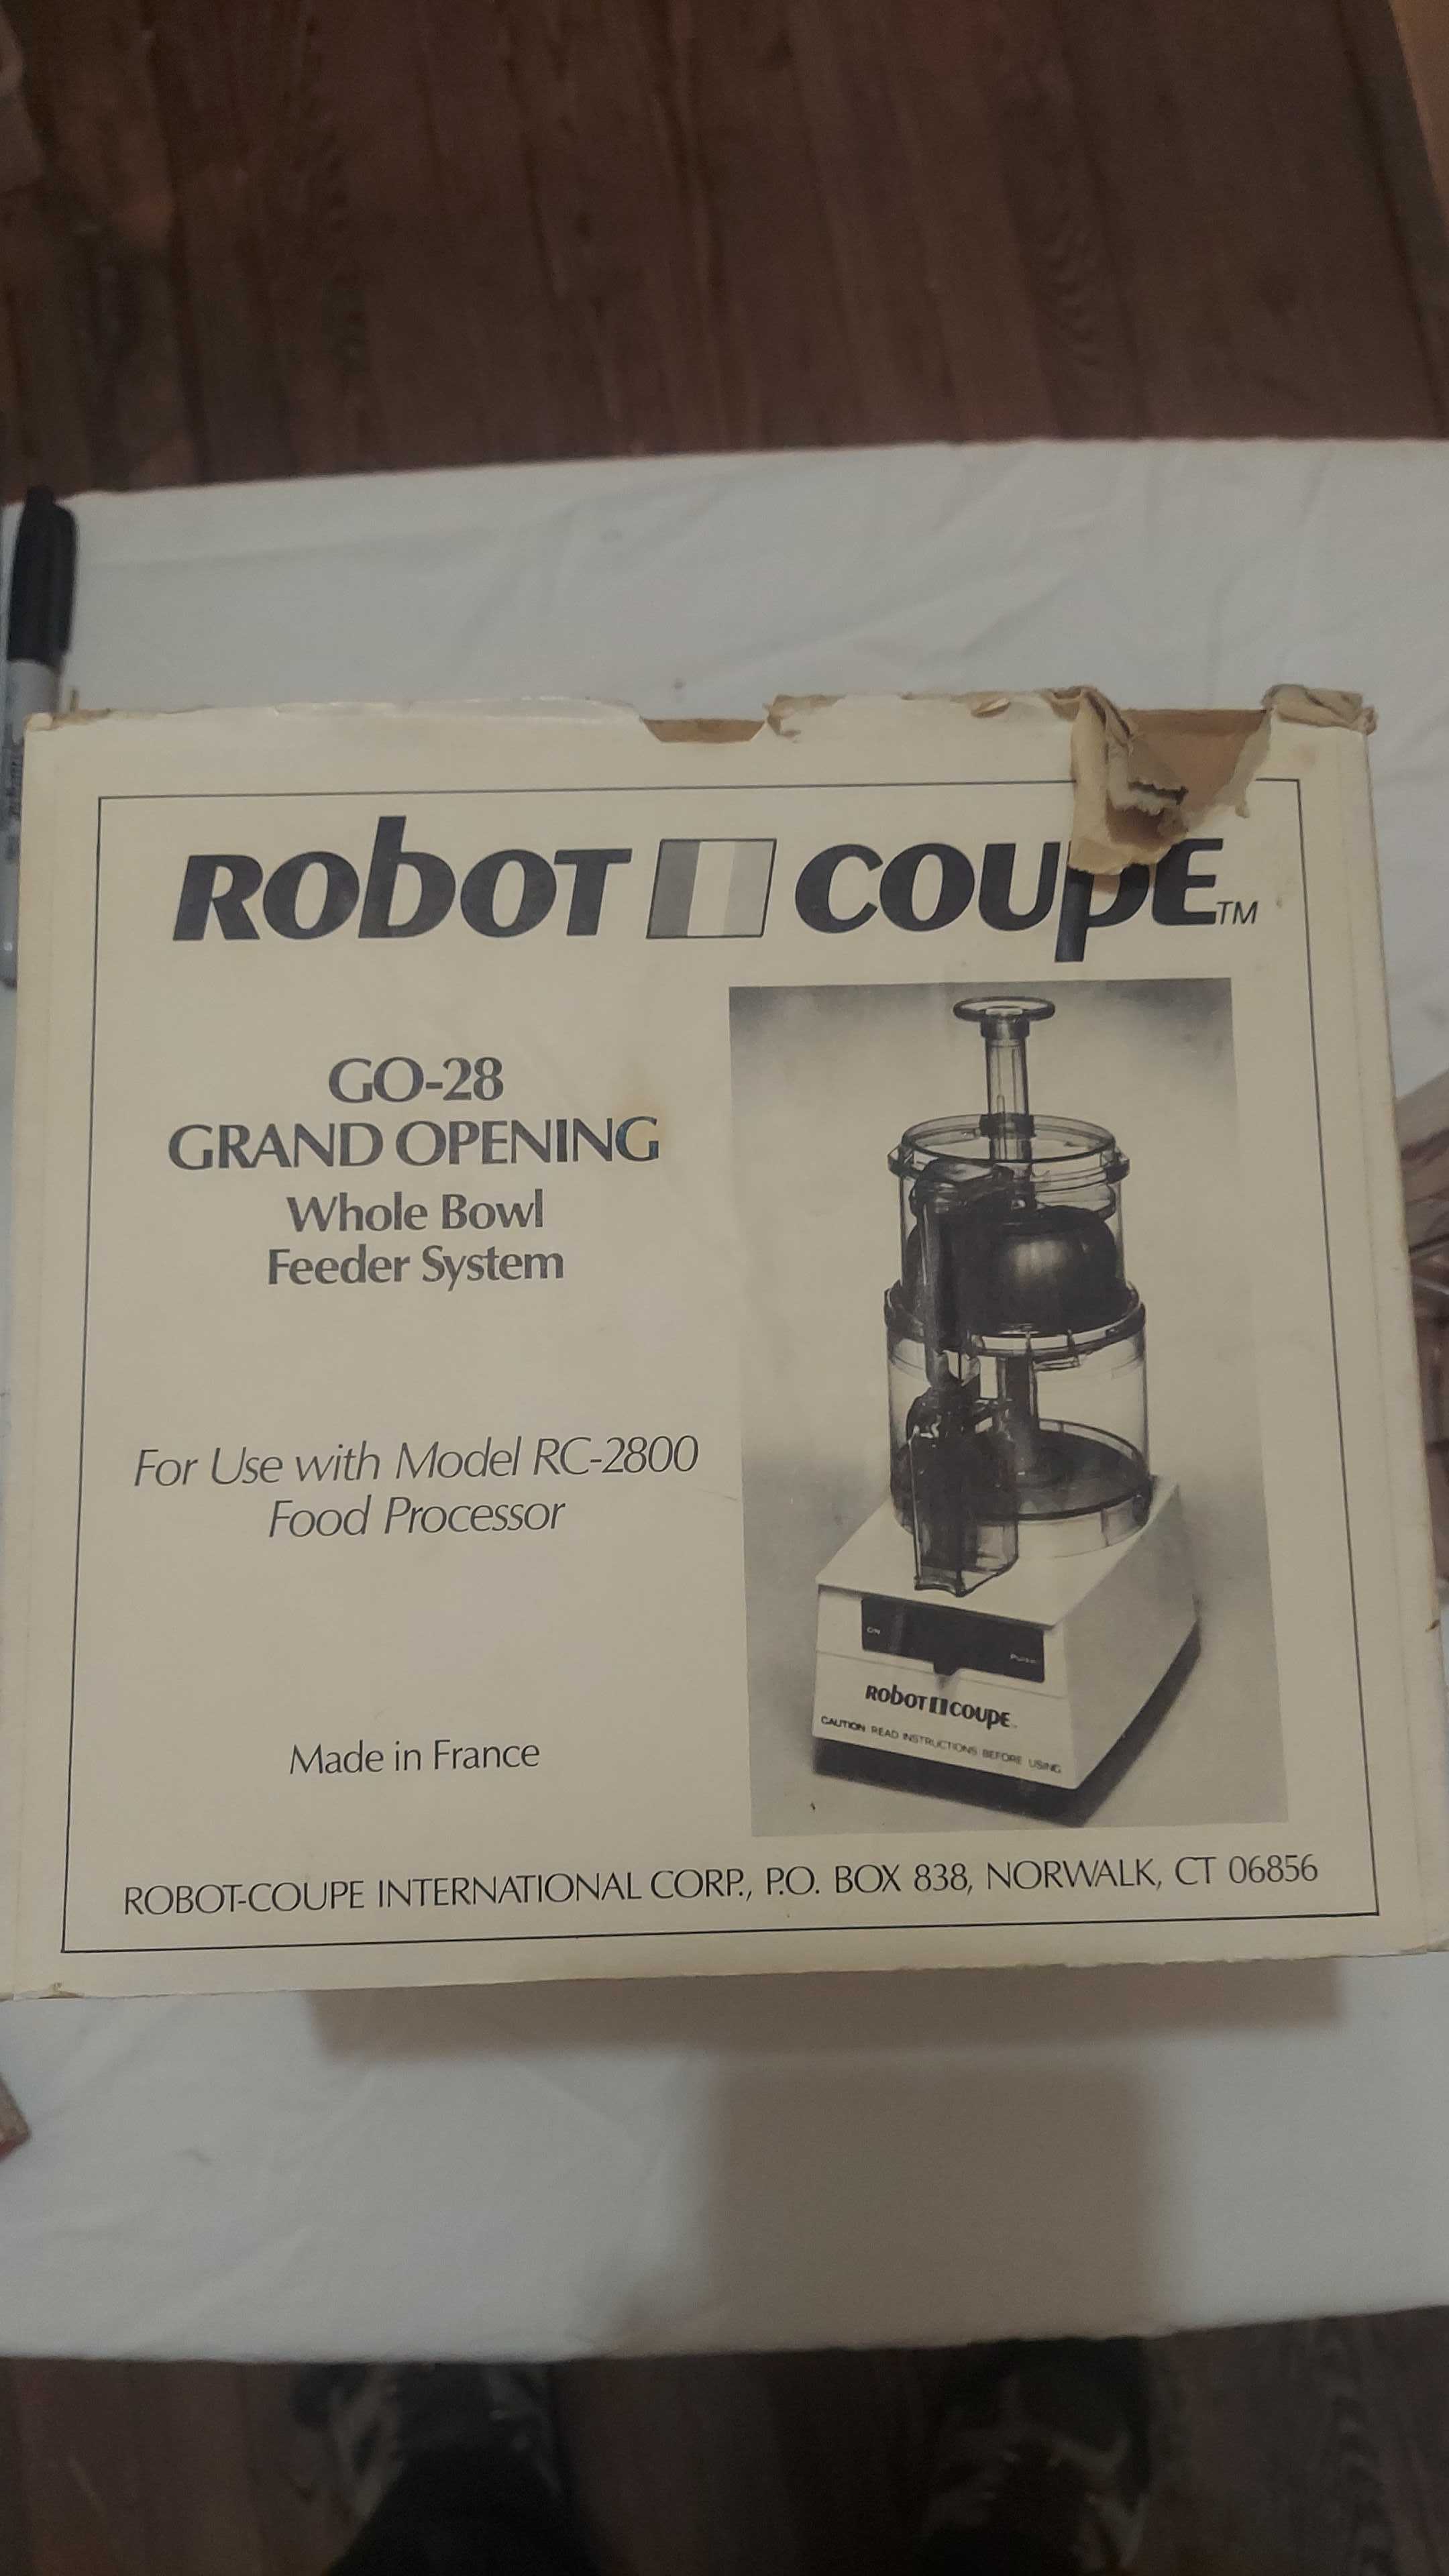 ROBOT COUPE TM
GO-28
GRAND OPENING
Whole Bowl
Feeder System
For Use with Model RC-2800
Food Processor
Made in France
ON
Pulse
ROBOT COUPE
CAUTION READ INSTRUCTIONS BEFORE USING
ROBOT-COUPE INTERNATIONAL CORP., P.O. BOX 838, NORWALK, CT 06856